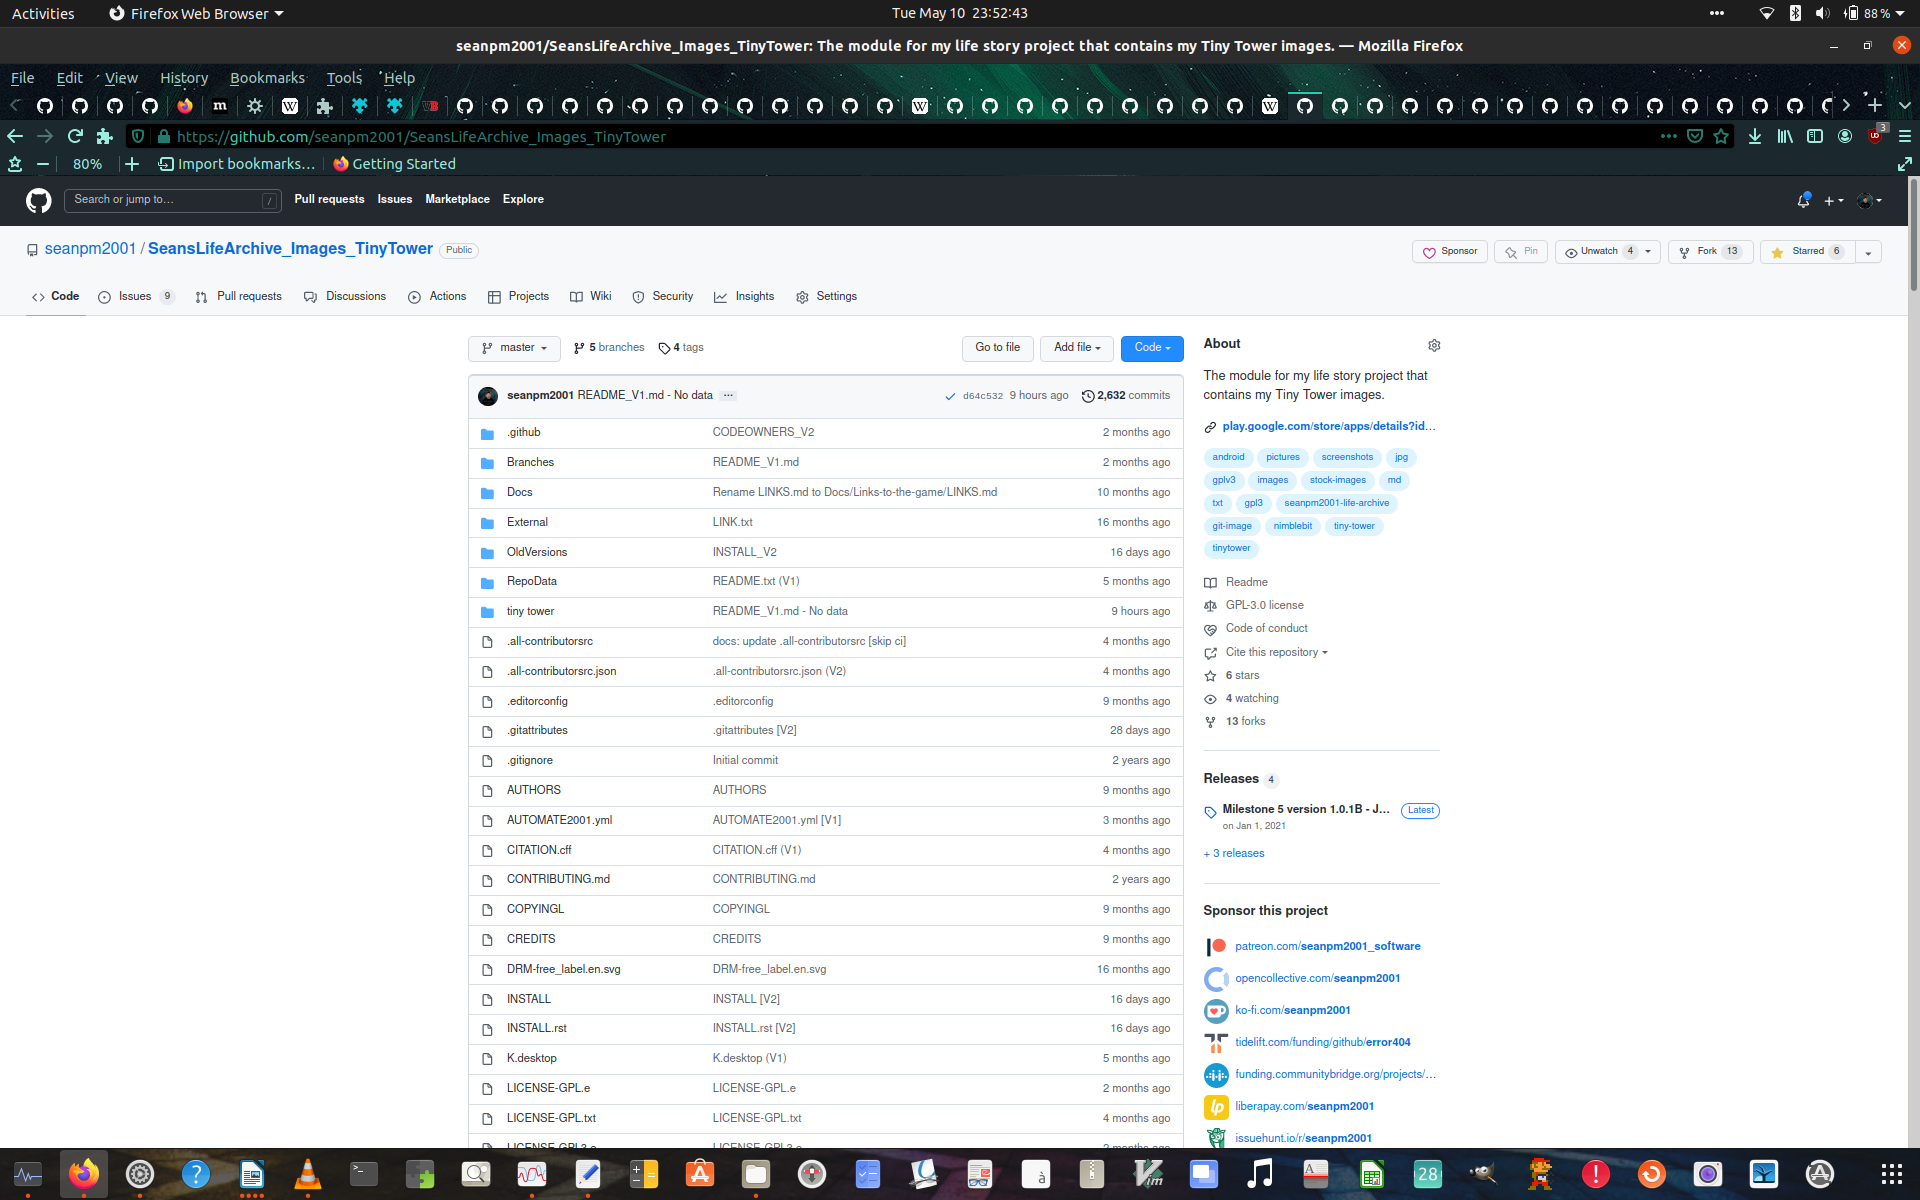 Activities Firefox Web Browser Tue May 10 23:52:43 88 %
seanpm2001/SeansLifeArchive_Images_TinyTower: The module for my life story project that contains my Tiny Tower images. — Mozilla Firefox
File Edit View History Bookmarks Tools Help
https://github.com/seanpm2001/SeansLifeArchive_Images_TinyTower 3
80% Import bookmarks... Getting Started
Search or jump to... / Pull requests Issues Marketplace Explore
seanpm2001 / SeansLifeArchive_Images_TinyTower Public Sponsor Pin Unwatch 4 Fork 13 Starred 6
Code Issues 9 Pull requests Discussions Actions Projects Wiki Security Insights Settings
master 5 branches 4 tags Go to file Add file Code
seanpm2001 README_V1.md - No data ... d64c532 9 hours ago 2,632 commits
.github CODEOWNERS_V2 2 months ago
Branches README_V1.md 2 months ago
Docs Rename LINKS.md to Docs/Links-to-the-game/LINKS.md 10 months ago
External LINK.txt 16 months ago
OldVersions INSTALL_V2 16 days ago
RepoData README.txt (V1) 5 months ago
tiny tower README_V1.md - No data 9 hours ago
.all-contributorsrc docs: update .all-contributorsrc [skip ci] 4 months ago
.all-contributorsrc.json .all-contributorsrc.json (V2) 4 months ago
.editorconfig .editorconfig 9 months ago
.gitattributes .gitattributes [V2] 28 days ago
.gitignore Initial commit 2 years ago
AUTHORS AUTHORS 9 months ago
AUTOMATE2001.yml AUTOMATE2001.yml [V1] 3 months ago
CITATION.cff CITATION.cff (V1) 4 months ago
CONTRIBUTING.md CONTRIBUTING.md 2 years ago
COPYINGL COPYINGL 9 months ago
CREDITS CREDITS 9 months ago
DRM-free_label.en.svg DRM-free_label.en.svg 16 months ago
INSTALL INSTALL [V2] 16 days ago
INSTALL.rst INSTALL.rst [V2] 16 days ago
K.desktop K.desktop (V1) 5 months ago
LICENSE-GPL.e LICENSE-GPL.e 2 months ago
LICENSE-GPL.txt LICENSE-GPL.txt 4 months ago
About
The module for my life story project that
contains my Tiny Tower images.
play.google.com/store/apps/details?id...
android pictures screenshots jpg
gplv3 images stock-images md
txt gpl3 seanpm2001-life-archive
git-image nimblebit tiny-tower
tinytower
Readme
GPL-3.0 license
Code of conduct
Cite this repository
6 stars
4 watching
13 forks
Releases 4
Milestone 5 version 1.0.1B - J... Latest
on Jan 1, 2021
+ 3 releases
Sponsor this project
patreon.com/seanpm2001_software
opencollective.com/seanpm2001
ko-fi.com/seanpm2001
tidelift.com/funding/github/error404
funding.communitybridge.org/projects/...
liberapay.com/seanpm2001
issuehunt.io/r/seanpm2001
28